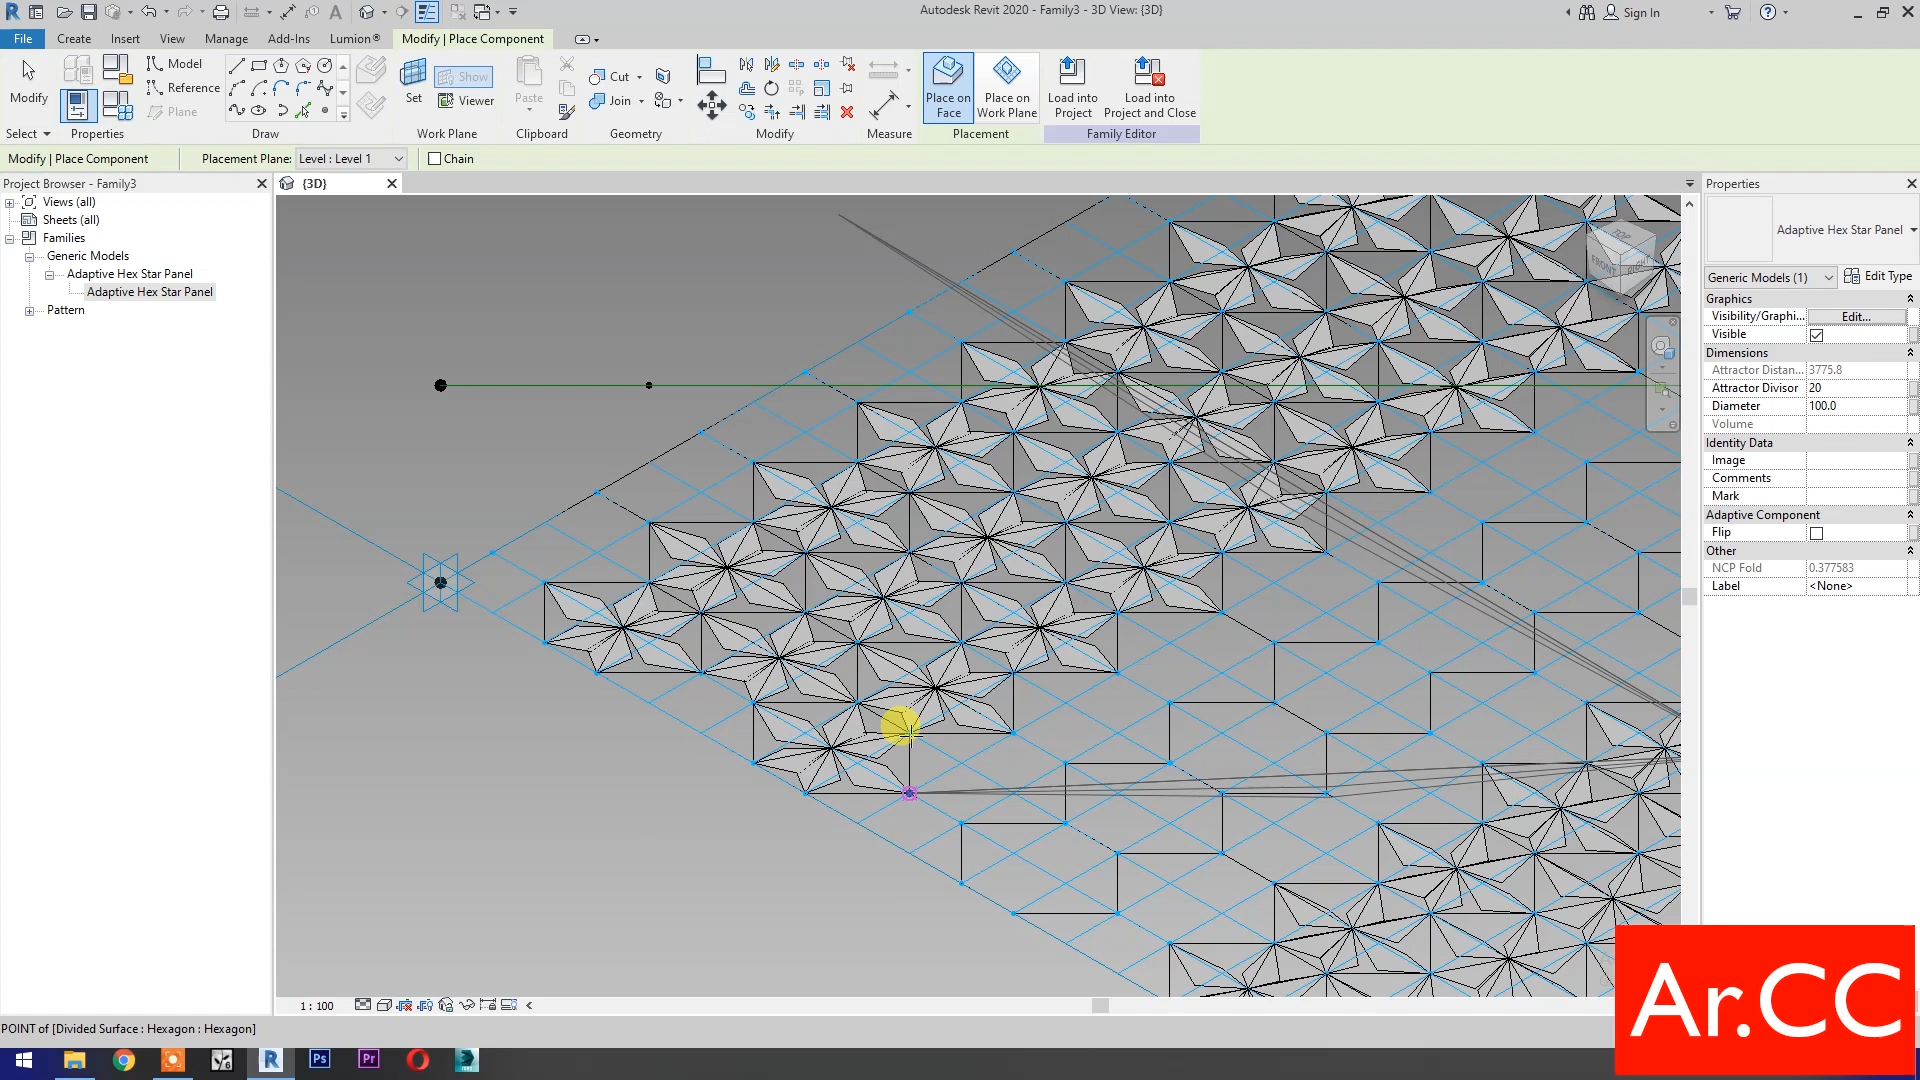 Autodesk Revit 2020 - Family3 - 3D View: {3D}
Sign In
File Create Insert View Manage Add-Ins Lumion® Modify | Place Component
Modify
Model
Reference
Plane
Set
Show
Viewer
Paste
Cut
Join
Place on Face
Place on Work Plane
Load into Project
Load into Project and Close
Select Properties Draw Work Plane Clipboard Geometry Modify Measure Placement Family Editor
Modify | Place Component Placement Plane: Level : Level 1 Chain
Project Browser - Family3
Views (all)
Sheets (all)
Families
Generic Models
Adaptive Hex Star Panel
Adaptive Hex Star Panel
Pattern
{3D}
TOP
FRONT
RIGHT
Properties
Adaptive Hex Star Panel
Generic Models (1) Edit Type
Graphics
Visibility/Graphi... Edit...
Visible
Dimensions
Attractor Distan... 3775.8
Attractor Divisor 20
Diameter 100.0
Volume
Identity Data
Image
Comments
Mark
Adaptive Component
Flip
Other
NCP Fold 0.377583
Label <None>
1 : 100
POINT of [Divided Surface : Hexagon : Hexagon]
Ar.CC
Ps
Pr